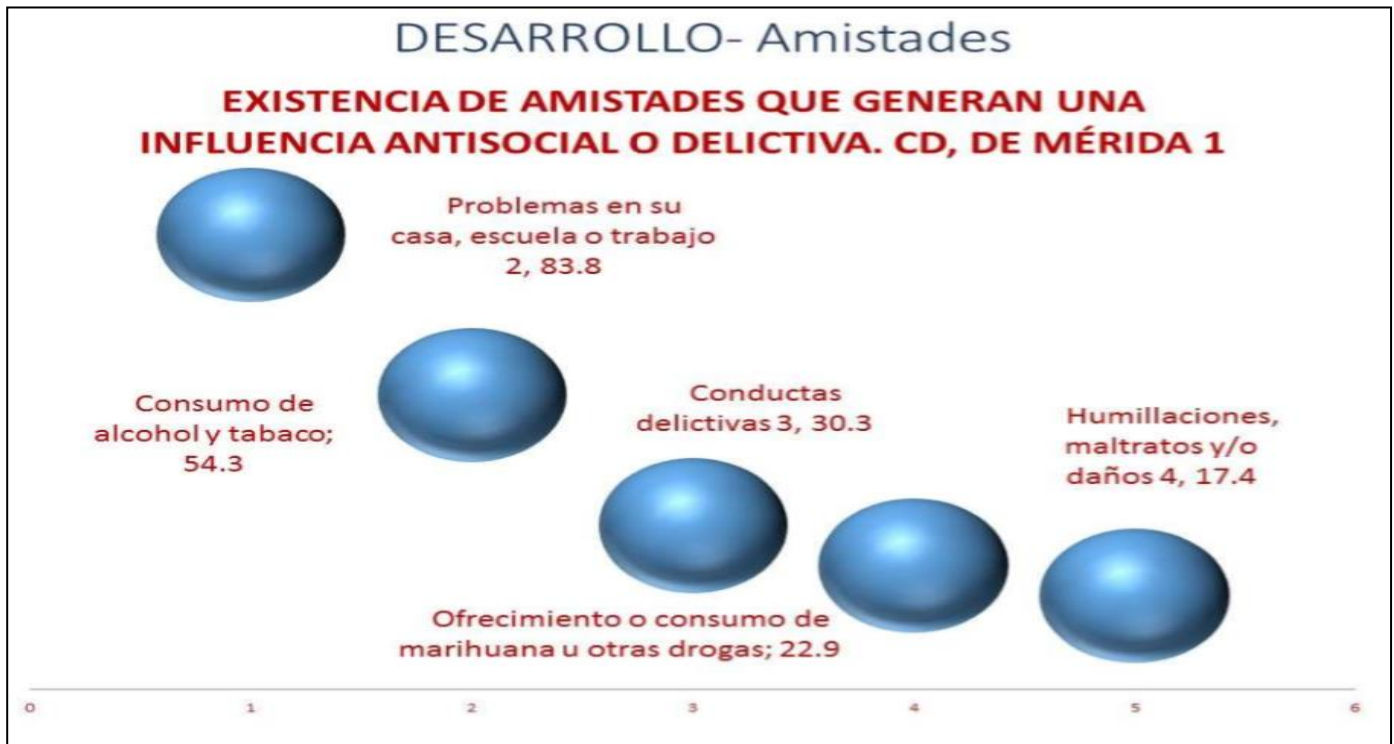 DESARROLLO- Amistades
EXISTENCIA DE AMISTADES QUE GENERAN UNA
INFLUENCIA ANTISOCIAL O DELICTIVA. CD, DE MÉRIDA 1
Problemas en su
casa, escuela o trabajo
2, 83.8
Consumo de
alcohol y tabaco;
54.3
Conductas
delictivas 3, 30.3
Humillaciones,
maltratos y/o
daños 4, 17.4
Ofrecimiento o consumo de
marihuana u otras drogas; 22.9
0 1 2 3 4 5 6